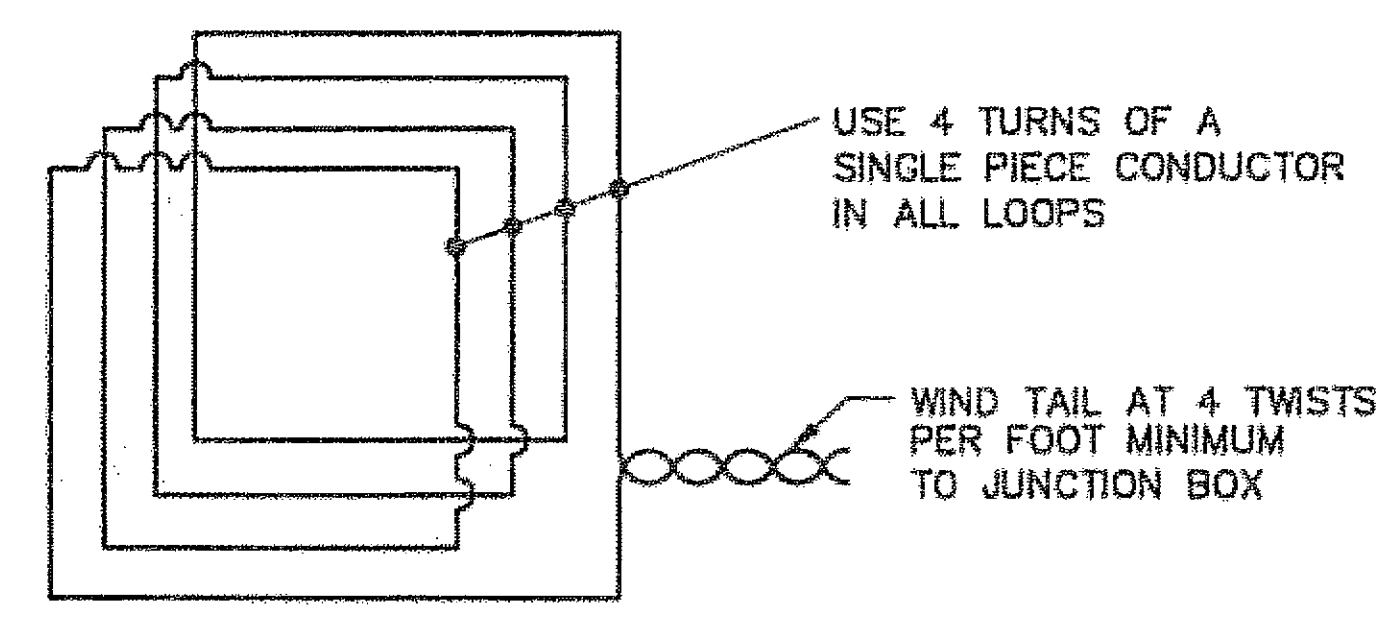 USE 4 TURNS OF A
SINGLE PIECE CONDUCTOR
IN ALL LOOPS
WIND TAIL AT 4 TWISTS
PER FOOT MINIMUM
TO JUNCTION BOX